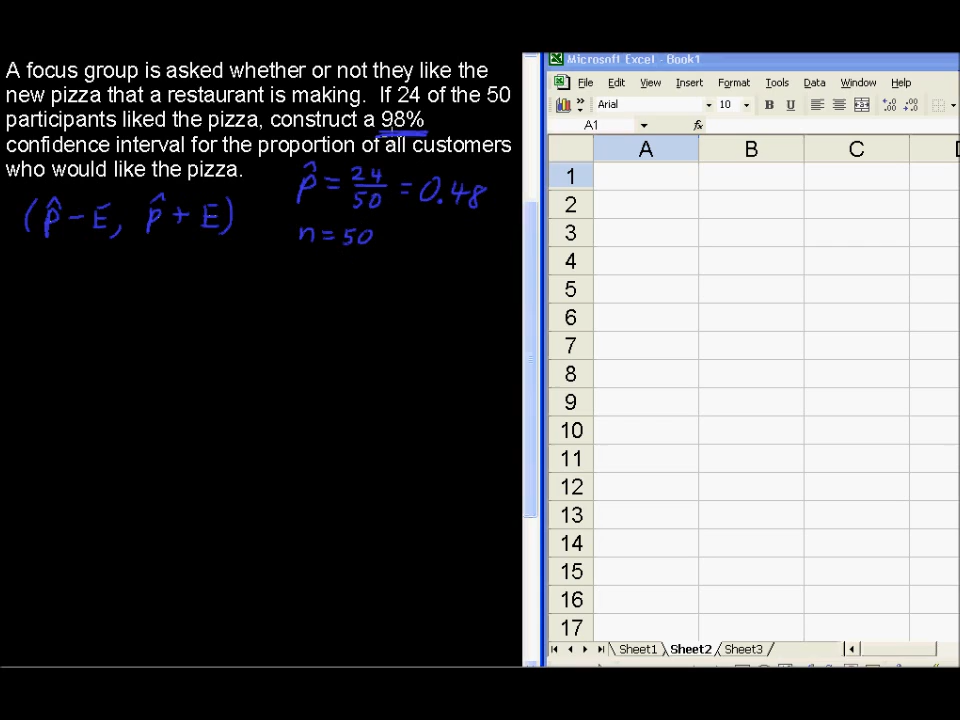 A focus group is asked whether or not they like the
new pizza that a restaurant is making. If 24 of the 50
participants liked the pizza, construct a 98%
confidence interval for the proportion of all customers
who would like the pizza.
p̂ = 24/50 = 0.48
(p̂ - E, p̂ + E)
n = 50
Microsoft Excel - Book1
File Edit View Insert Format Tools Data Window Help
Arial 10 B U
A1 fx
A B C D
1
2
3
4
5
6
7
8
9
10
11
12
13
14
15
16
17
Sheet1 Sheet2 Sheet3